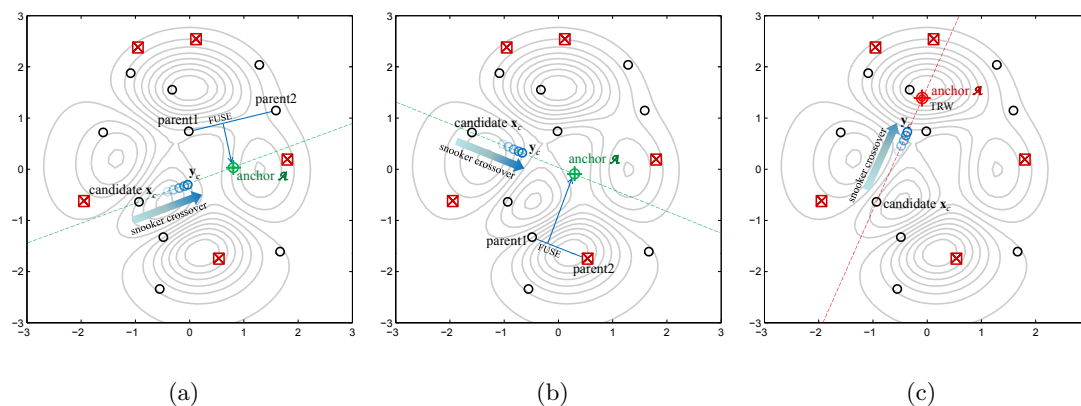 3
2
1
0
−1
−2
−3
−3 −2 −1 0 1 2 3
parent1
FUSE
parent2
candidate x_c
y_c
anchor 𝓐
snooker crossover
(a)
3
2
1
0
−1
−2
−3
−3 −2 −1 0 1 2 3
candidate x_c
y_c
snooker crossover
anchor 𝓐
parent1
FUSE
parent2
(b)
3
2
1
0
−1
−2
−3
−3 −2 −1 0 1 2
anchor 𝓐
TRW
y_c
snooker crossover
candidate x_c
(c)